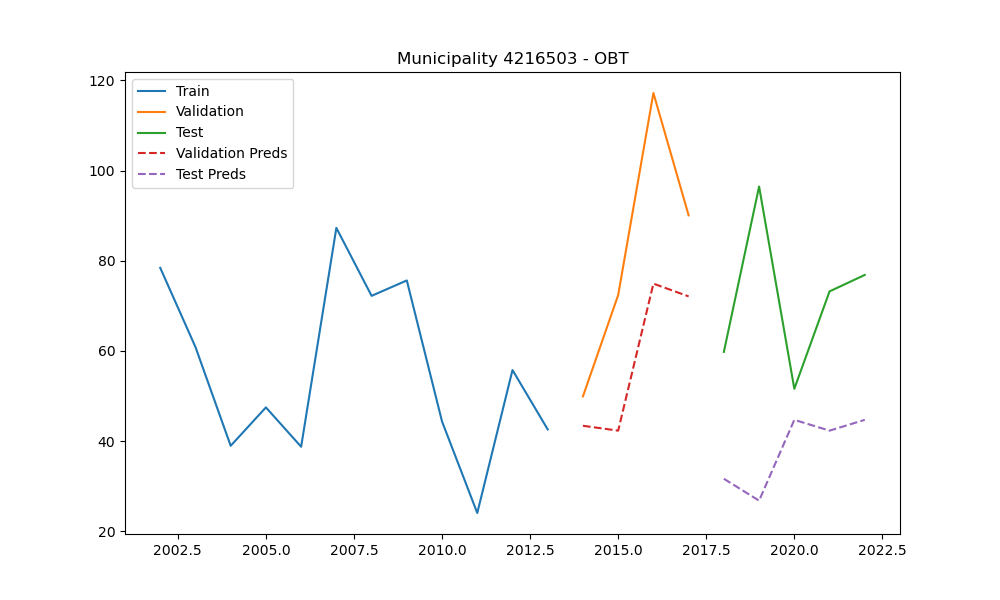 Municipality 4216503 - OBT
Train
Validation
Test
Validation Preds
Test Preds
120
100
80
60
40
20
2002.5 2005.0 2007.5 2010.0 2012.5 2015.0 2017.5 2020.0 2022.5